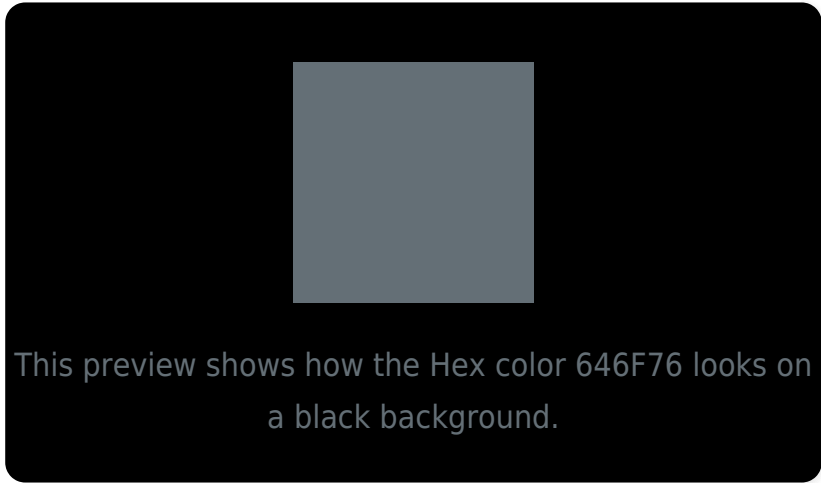 This preview shows how the Hex color 646F76 looks on
a black background.